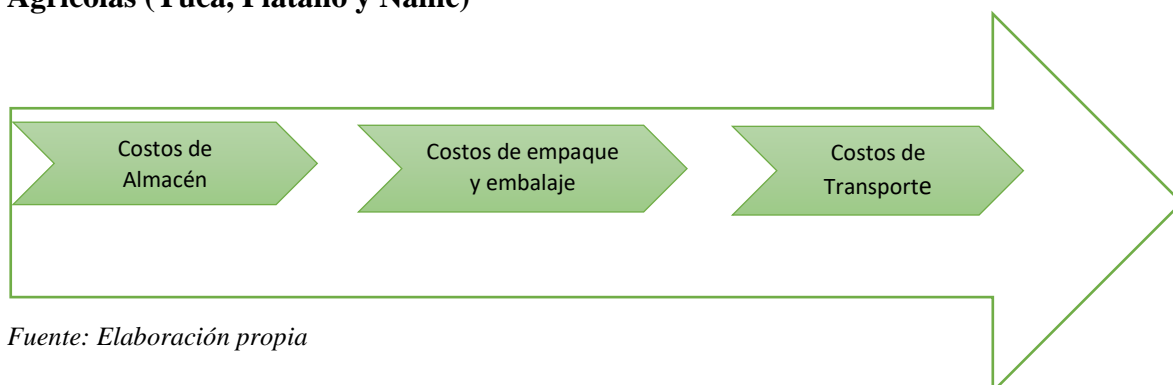 Agrícolas (Yuca, Plátano y Ñame)
Costos de
Almacén
Costos de empaque
y embalaje
Costos de
Transporte
Fuente: Elaboración propia